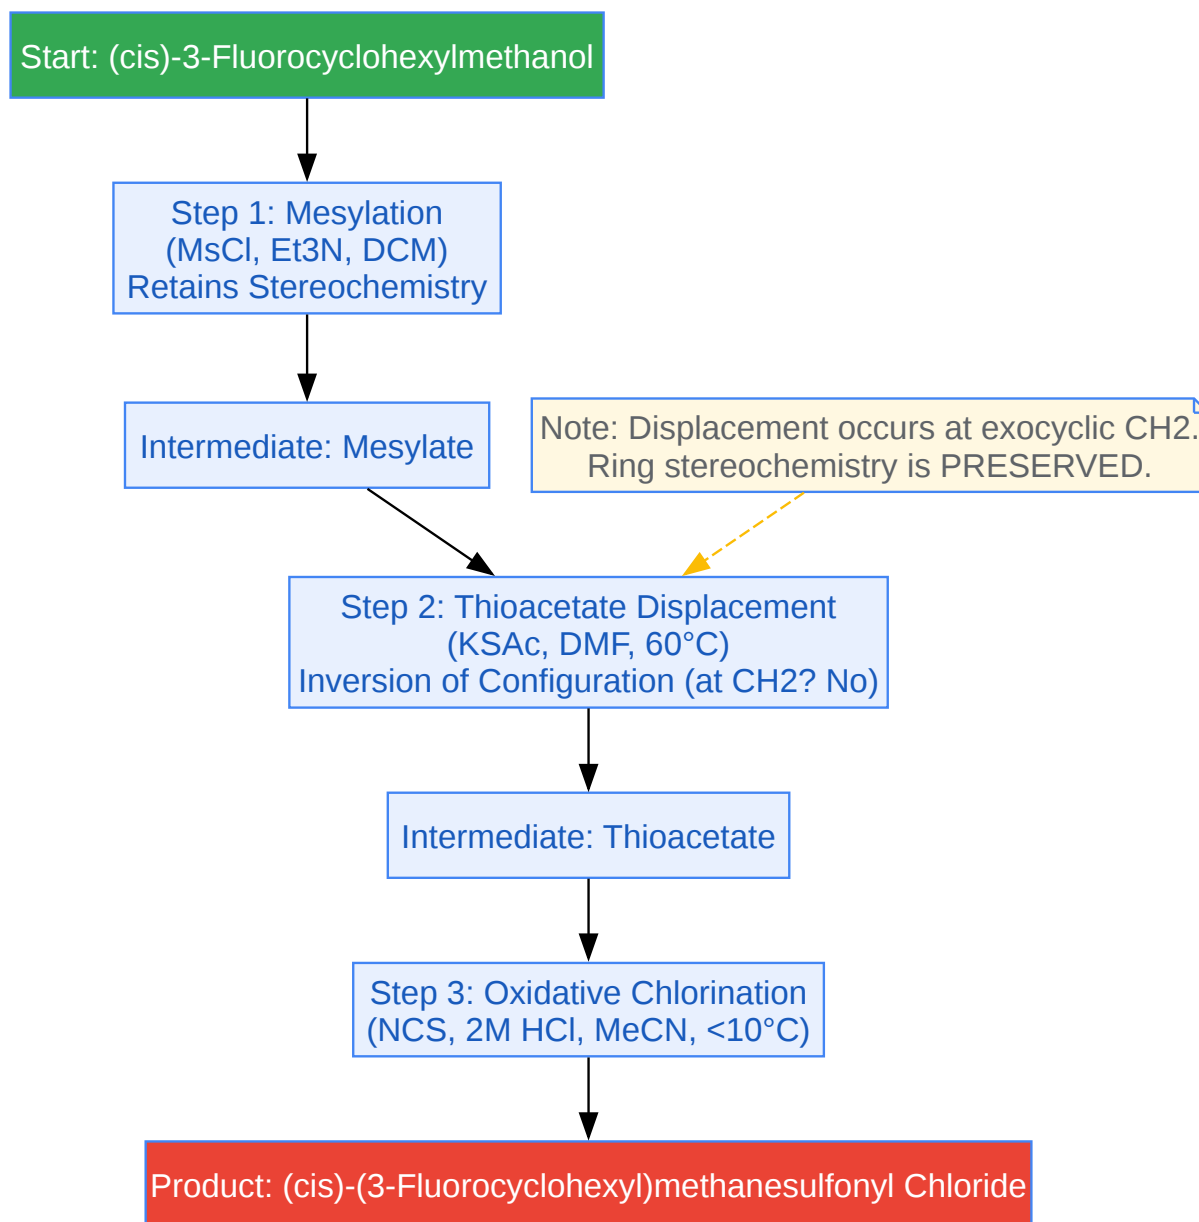 Start: (cis)-3-Fluorocyclohexylmethanol
Step 1: Mesylation
(MsCl, Et3N, DCM)
Retains Stereochemistry
Intermediate: Mesylate
Note: Displacement occurs at exocyclic CH2.
Ring stereochemistry is PRESERVED.
Step 2: Thioacetate Displacement
(KSAc, DMF, 60°C)
Inversion of Configuration (at CH2? No)
Intermediate: Thioacetate
Step 3: Oxidative Chlorination
(NCS, 2M HCl, MeCN, <10°C)
Product: (cis)-(3-Fluorocyclohexyl)methanesulfonyl Chloride